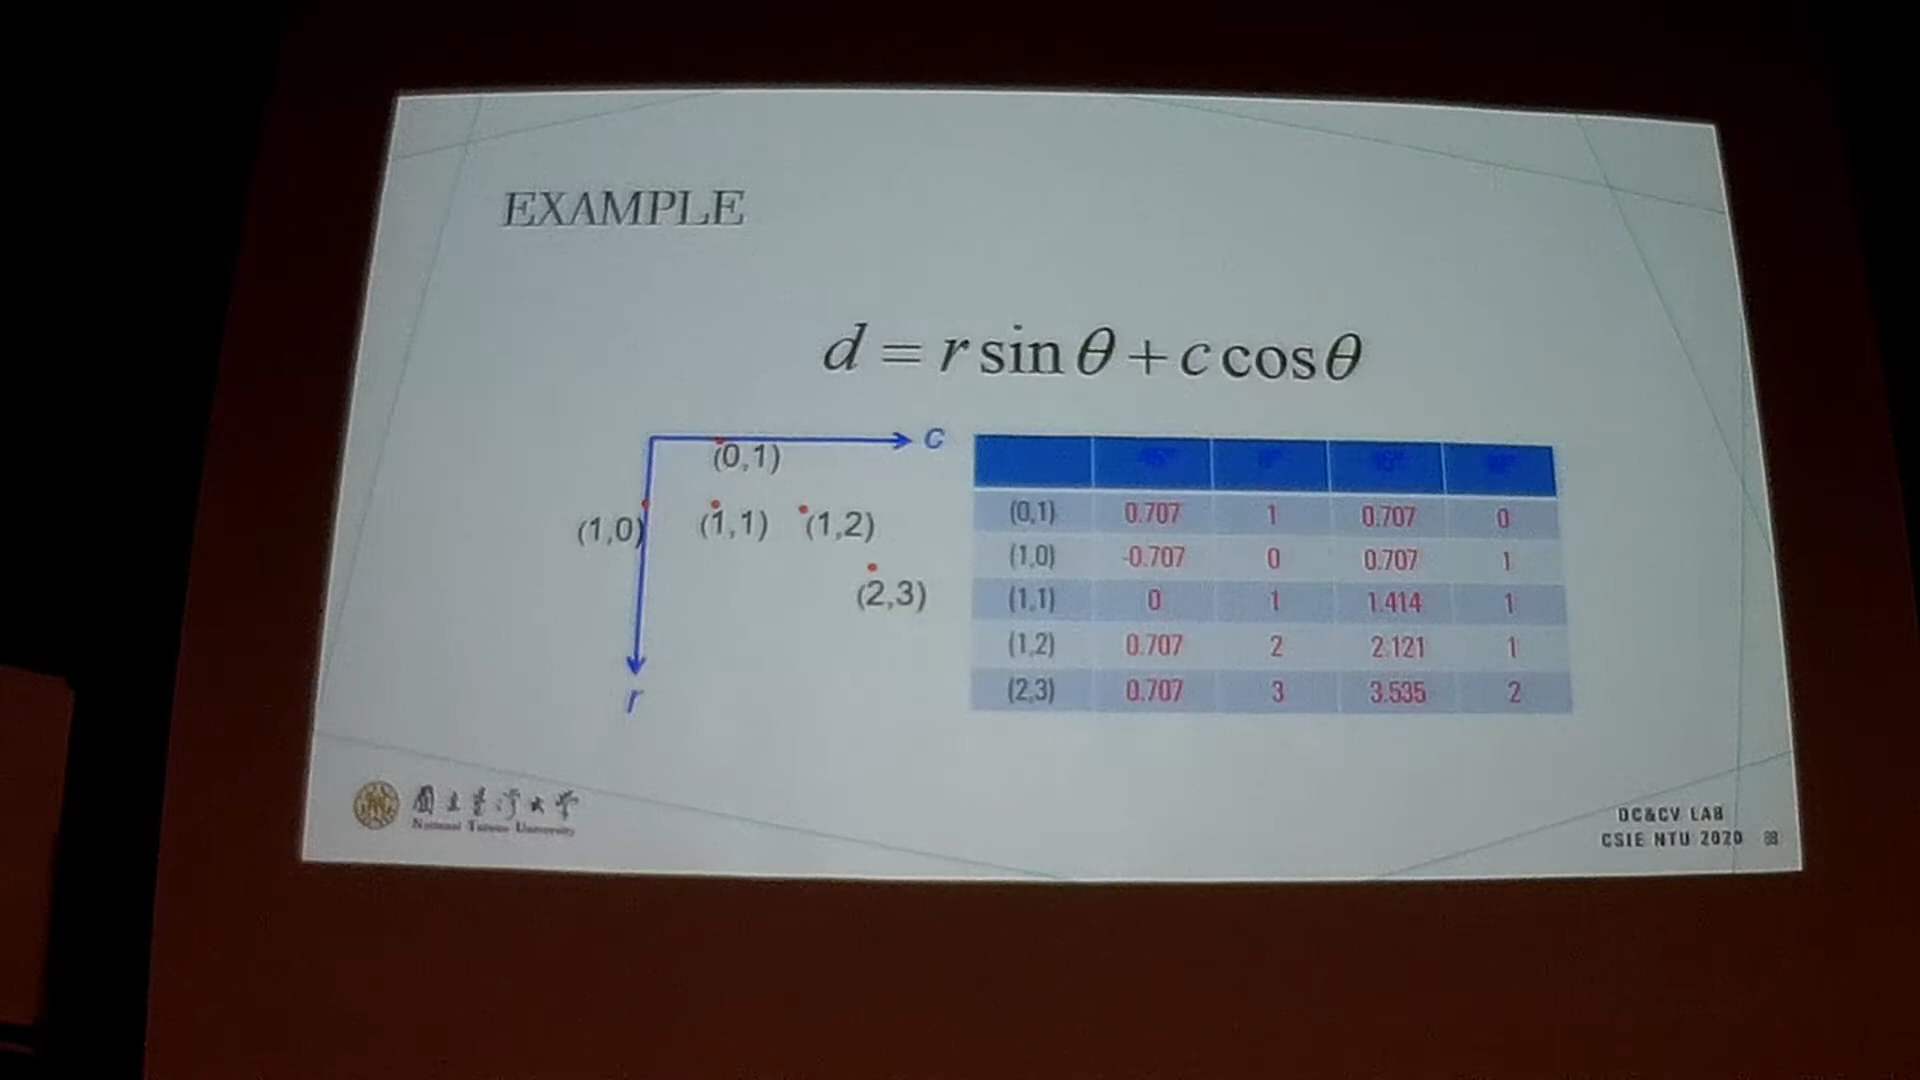 EXAMPLE
d = r sin θ + c cos θ
c
(0,1)
(1,0)
(1,1)
(1,2)
(2,3)
r
(0,1) 0.707 1 0.707 0
(1,0) -0.707 0 0.707 1
(1,1) 0 1 1.414 1
(1,2) 0.707 2 2.121 1
(2,3) 0.707 3 3.535 2
國立臺灣大學
National Taiwan University
DC&CV LAB
CSIE NTU 2020